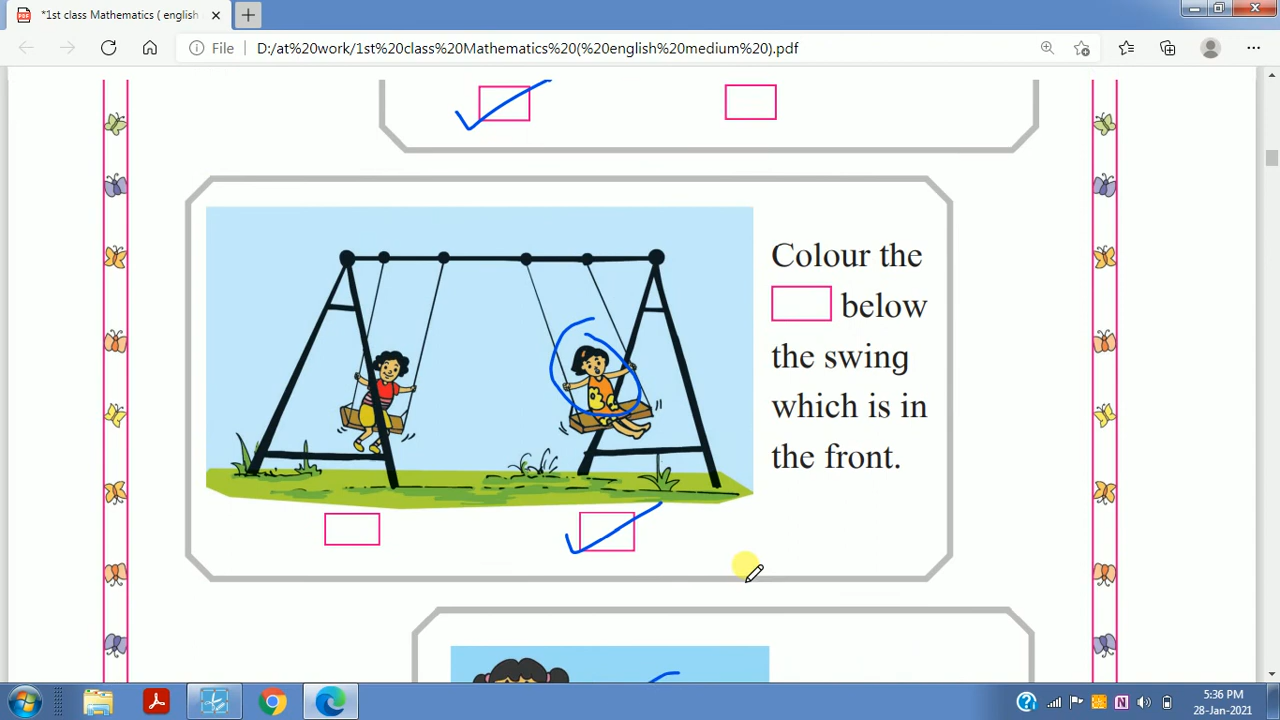 *1st class Mathematics ( english
File
D:/at%20work/1st%20class%20Mathematics%20(%20english%20medium%20).pdf
Colour the
below
the swing
which is in
the front.
5:36 PM
28-Jan-2021